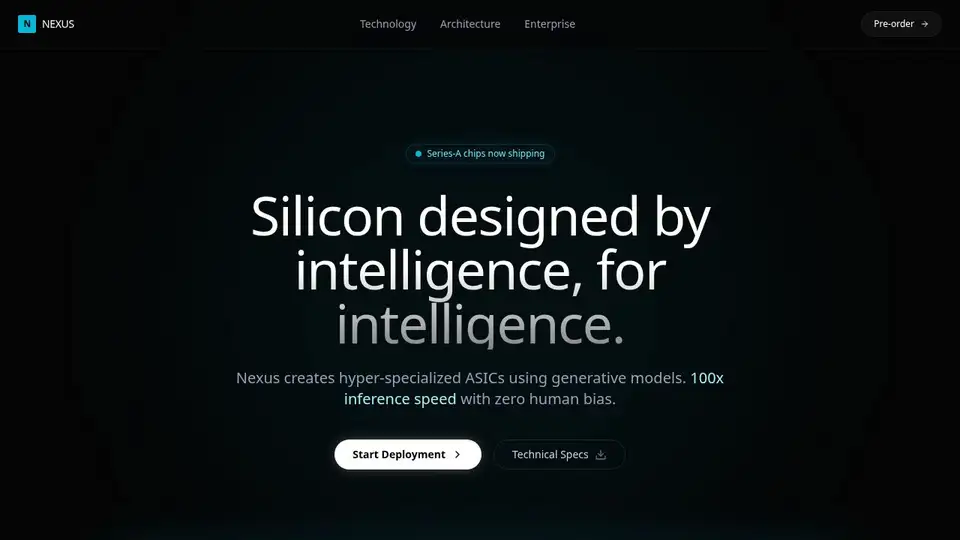 N NEXUS
Technology Architecture Enterprise
Pre-order
Series-A chips now shipping
Silicon designed by
intelligence, for
intelligence.
Nexus creates hyper-specialized ASICs using generative models. 100x
inference speed with zero human bias.
Start Deployment
Technical Specs